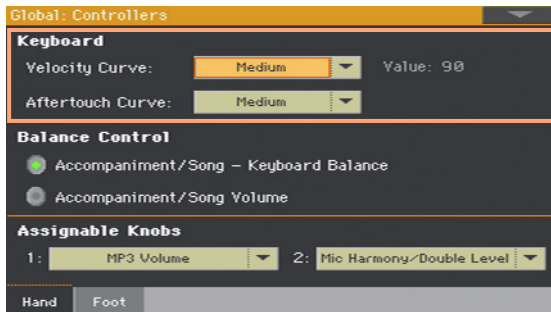 Global: Controllers
Keyboard
Velocity Curve: Medium Value: 90
Aftertouch Curve: Medium
Balance Control
Accompaniment/Song - Keyboard Balance
Accompaniment/Song Volume
Assignable Knobs
1: MP3 Volume 2: Mic Harmony/Double Level
Hand Foot